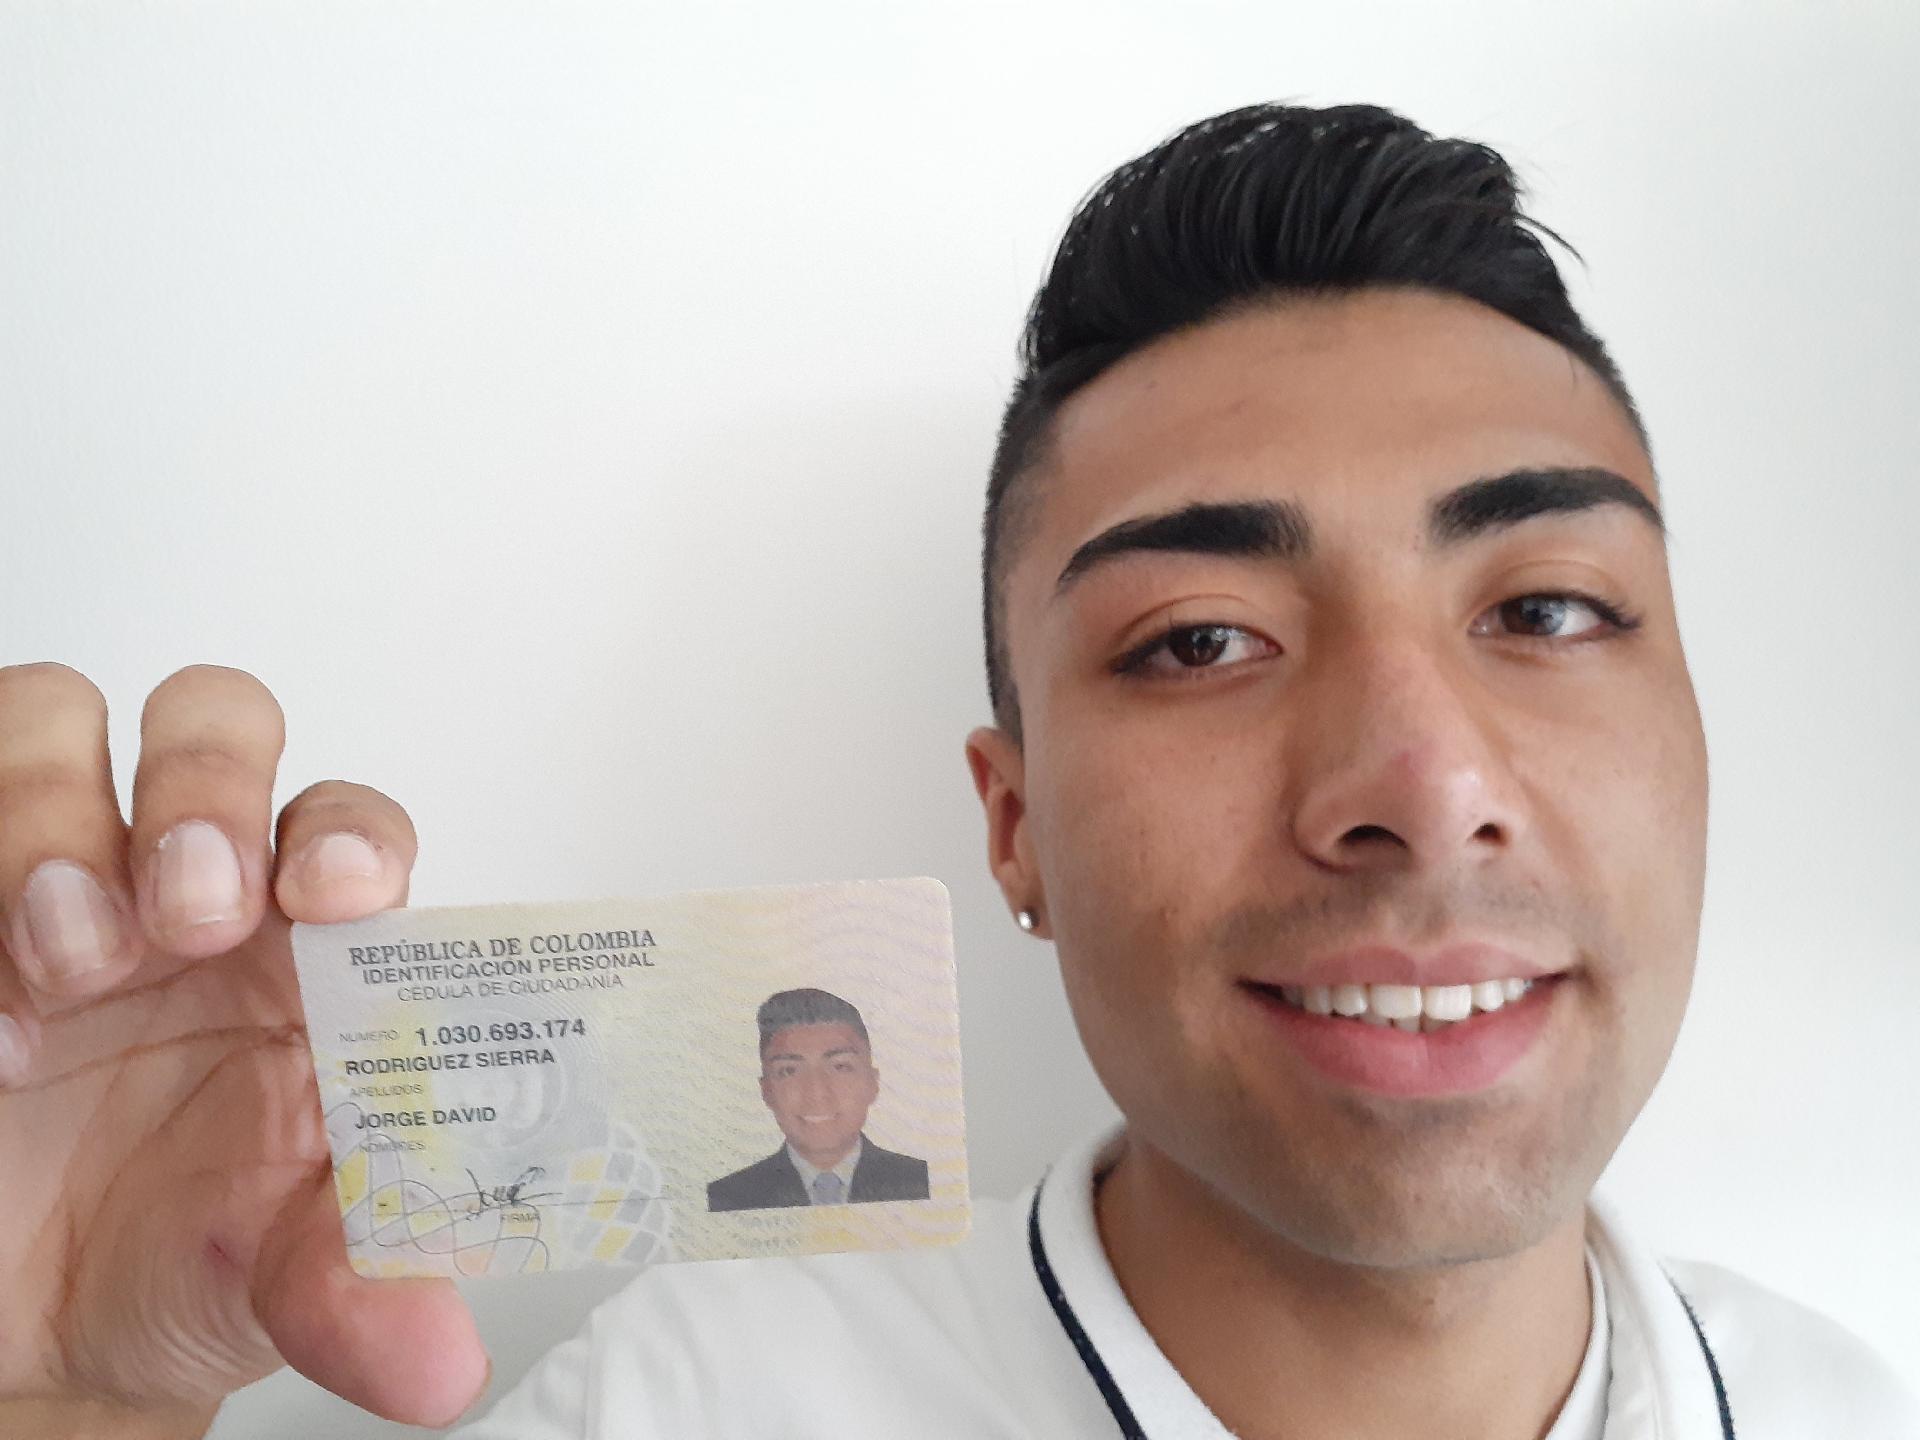 REPÚBLICA DE COLOMBIA
IDENTIFICACIÓN PERSONAL
CÉDULA DE CIUDADANÍA
NUMERO 1.030.693.174
RODRIGUEZ SIERRA
APELLIDOS
JORGE DAVID
NOMBRES
FIRMA